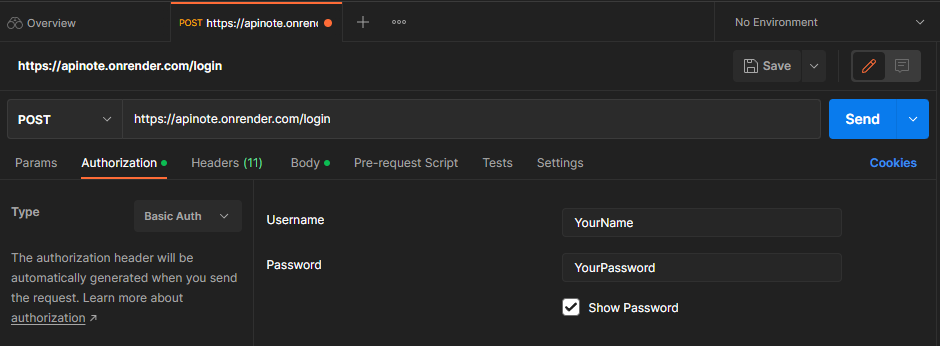 Overview
POST https://apinote.onrender
No Environment
https://apinote.onrender.com/login
Save
POST
https://apinote.onrender.com/login
Send
Params Authorization Headers (11) Body Pre-request Script Tests Settings Cookies
Type
Basic Auth
The authorization header will be
automatically generated when you send
the request. Learn more about
authorization ↗
Username
YourName
Password
YourPassword
Show Password